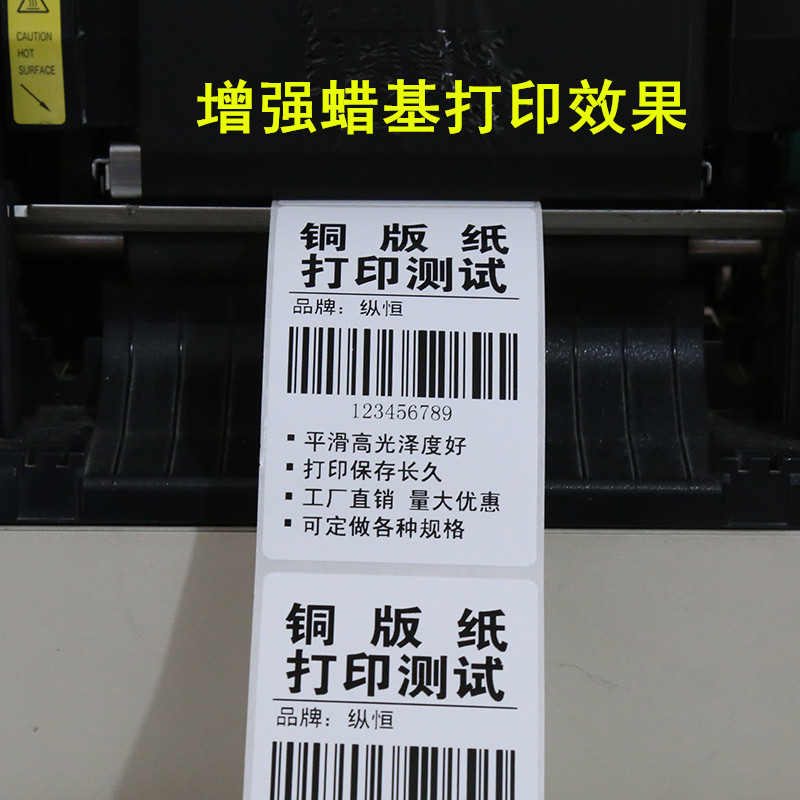 CAUTION
HOT
SURFACE
增强蜡基打印效果
铜版纸
打印测试
品牌：纵恒
123456789
▪ 平滑高光泽度好
▪ 打印保存长久
▪ 工厂直销 量大优惠
▪ 可定做各种规格
铜版纸
打印测试
品牌：纵恒